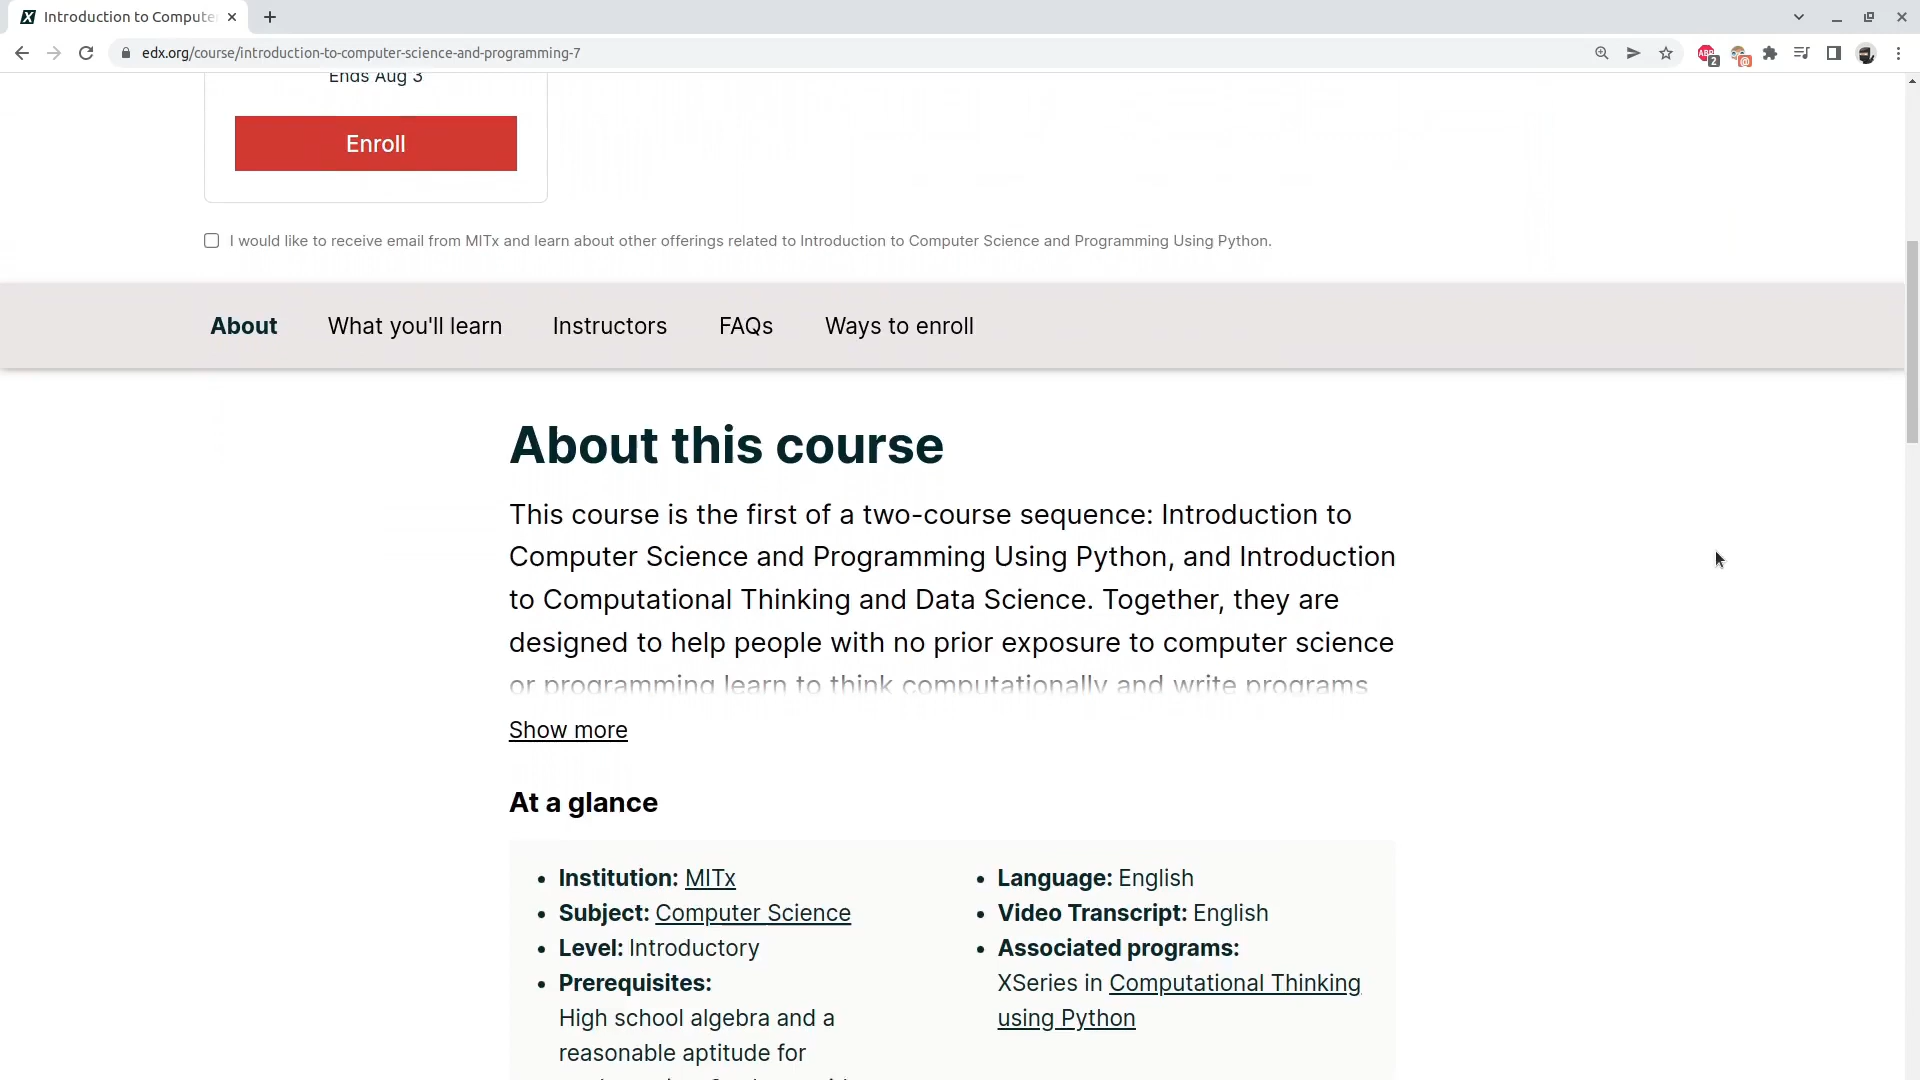 Introduction to Compute
edx.org/course/introduction-to-computer-science-and-programming-7
ABP
2
@
Ends Aug 3
Enroll
I would like to receive email from MITx and learn about other offerings related to Introduction to Computer Science and Programming Using Python.
About
What you'll learn
Instructors
FAQs
Ways to enroll
About this course
This course is the first of a two-course sequence: Introduction to
Computer Science and Programming Using Python, and Introduction
to Computational Thinking and Data Science. Together, they are
designed to help people with no prior exposure to computer science
or programming learn to think computationally and write programs
Show more
At a glance
• Institution: MITx
• Subject: Computer Science
• Level: Introductory
• Prerequisites:
High school algebra and a
reasonable aptitude for
• Language: English
• Video Transcript: English
• Associated programs:
XSeries in Computational Thinking
using Python